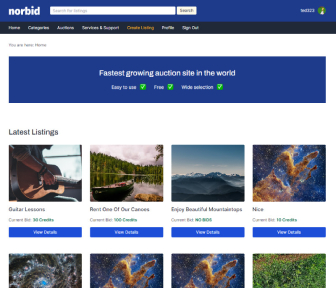 norbid
Search for listings
Search
ted323
Home Categories Auctions Services & Support Create Listing Profile Sign Out
You are here: Home
Fastest growing auction site in the world
Easy to use ✅ Free ✅ Wide selection ✅
Latest Listings
Guitar Lessons
Current Bid: 36 Credits
View Details
Rent One Of Our Canoes
Current Bid: 100 Credits
View Details
Enjoy Beautiful Mountaintops
Current Bid: NO BIDS
View Details
Nice
Current Bid: 10 Credits
View Details